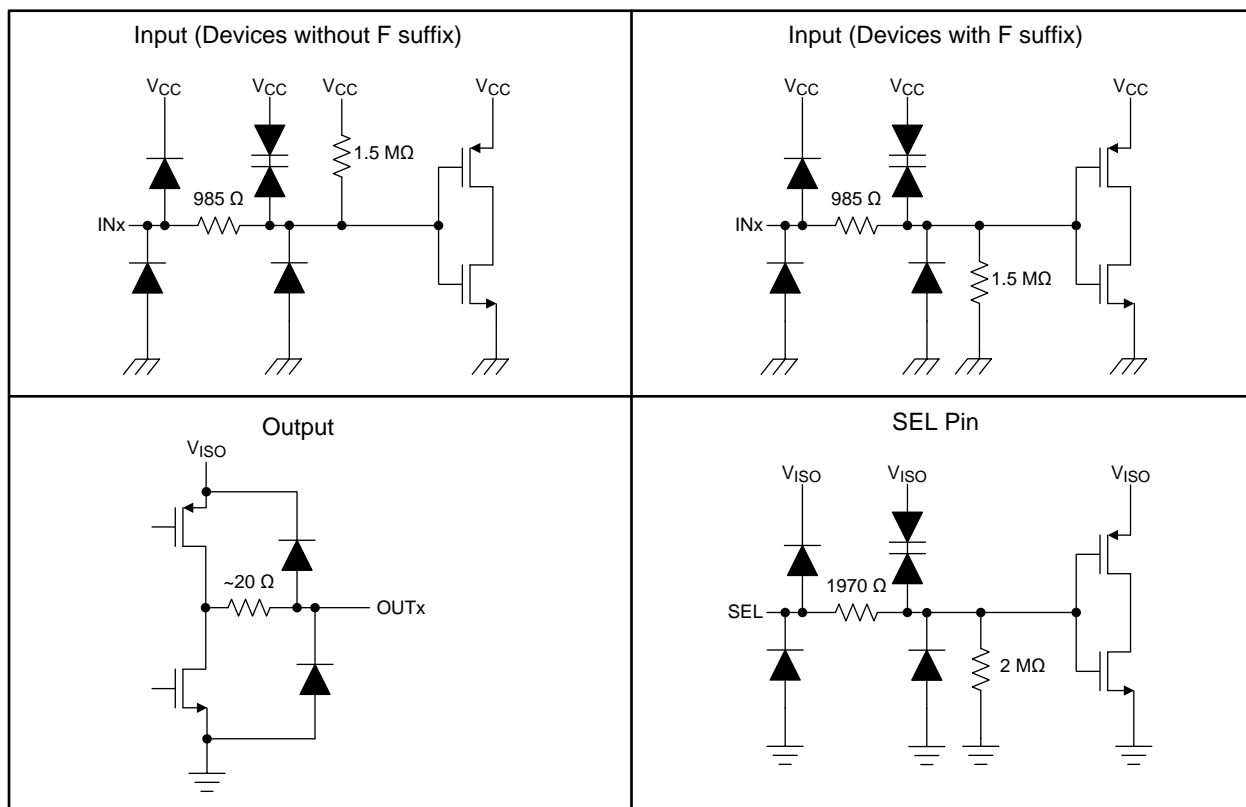 Input (Devices without F suffix)
VCC
VCC
VCC
VCC
1.5 MΩ
985 Ω
INx
Input (Devices with F suffix)
VCC
VCC
VCC
985 Ω
INx
1.5 MΩ
Output
VISO
~20 Ω
OUTx
SEL Pin
VISO
VISO
VISO
1970 Ω
SEL
2 MΩ